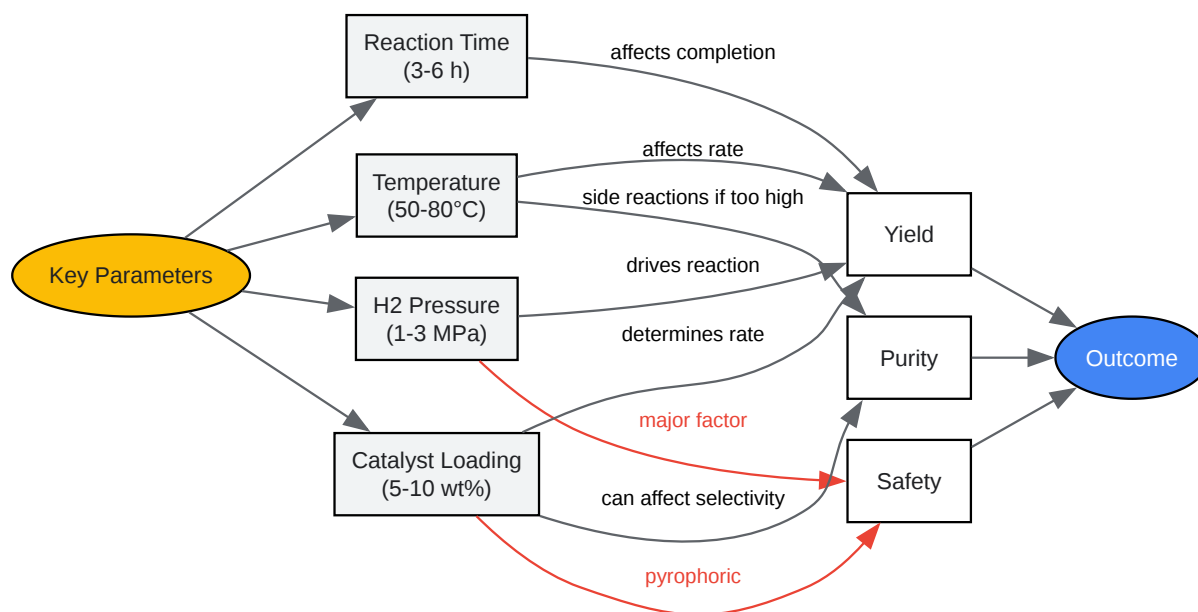 Reaction Time
(3-6 h)
affects completion
Temperature
(50-80°C)
affects rate
side reactions if too high
Yield
Key Parameters
drives reaction
H2 Pressure
(1-3 MPa)
determines rate
Purity
Outcome
major factor
Catalyst Loading
(5-10 wt%)
can affect selectivity
Safety
pyrophoric